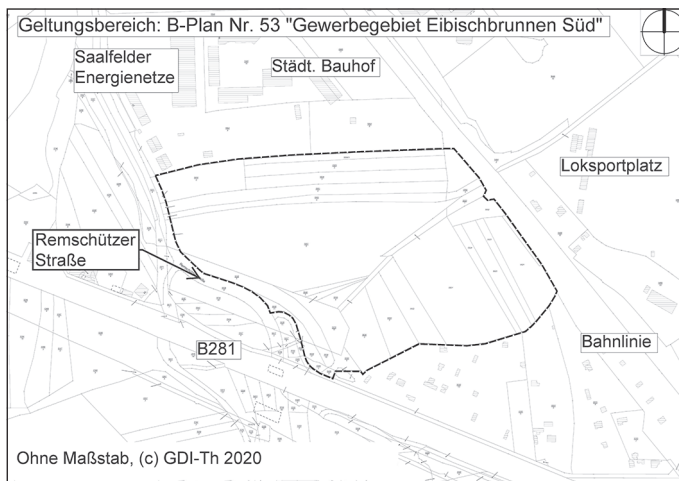 Geltungsbereich: B-Plan Nr. 53 "Gewerbegebiet Eibischbrunnen Süd"
Saalfelder
Energienetze
Städt. Bauhof
Loksportplatz
Remschützer
Straße
B281
Bahnlinie
Ohne Maßstab, (c) GDI-Th 2020